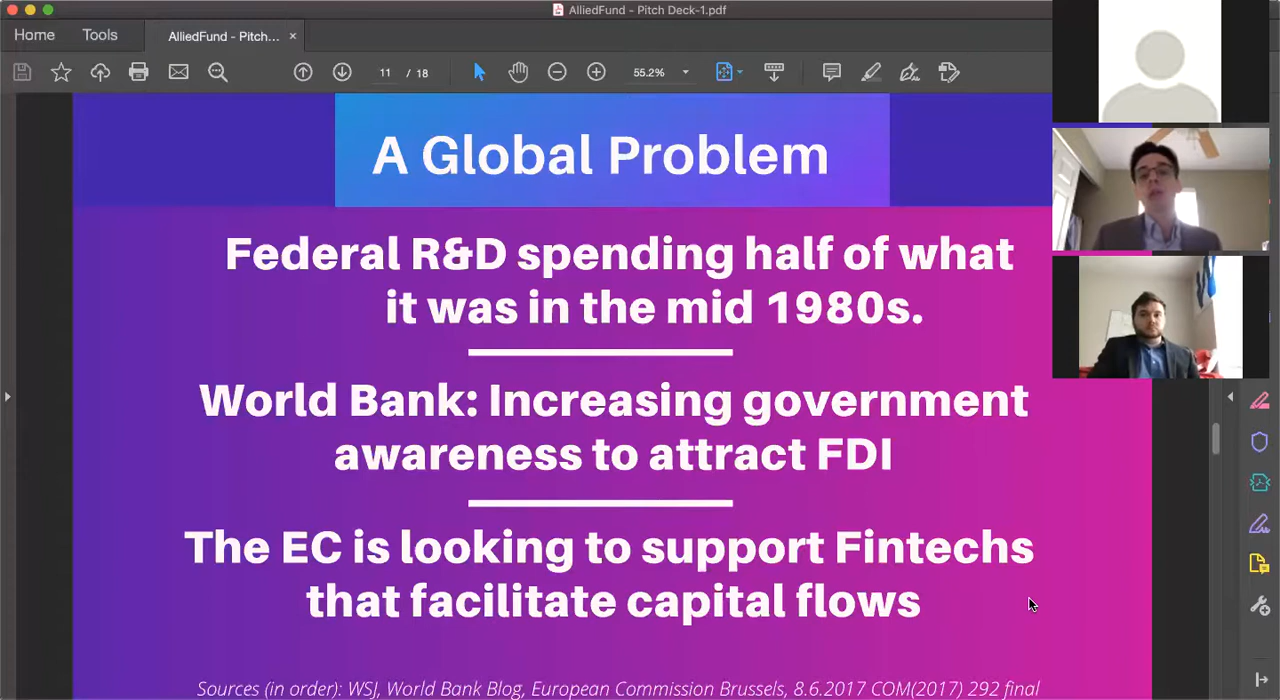 AlliedFund - Pitch Deck-1.pdf
Home Tools AlliedFund - Pitch... ×
11 / 18 55.2%
A Global Problem
Federal R&D spending half of what
it was in the mid 1980s.
World Bank: Increasing government
awareness to attract FDI
The EC is looking to support Fintechs
that facilitate capital flows
Sources (in order): WSJ, World Bank Blog, European Commission Brussels, 8.6.2017 COM(2017) 292 final